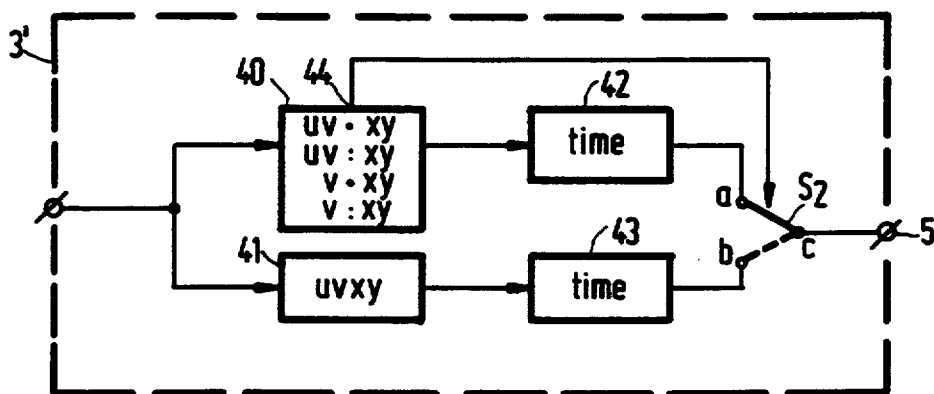 3'
40
44
uv · xy
uv : xy
v · xy
v : xy
42
time
a
S2
5
41
uvxy
43
time
b
c